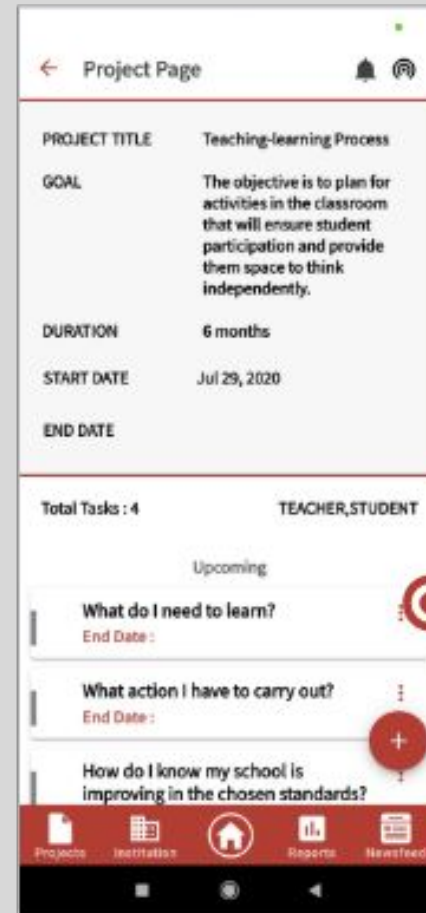 Project Page
PROJECT TITLE Teaching-learning Process
GOAL The objective is to plan for
activities in the classroom
that will ensure student
participation and provide
them space to think
independently.
DURATION 6 months
START DATE Jul 29, 2020
END DATE
Total Tasks : 4 TEACHER,STUDENT
Upcoming
What do I need to learn?
End Date :
What action I have to carry out?
End Date :
How do I know my school is
improving in the chosen standards?
Projects Institution Reports Newsfeed